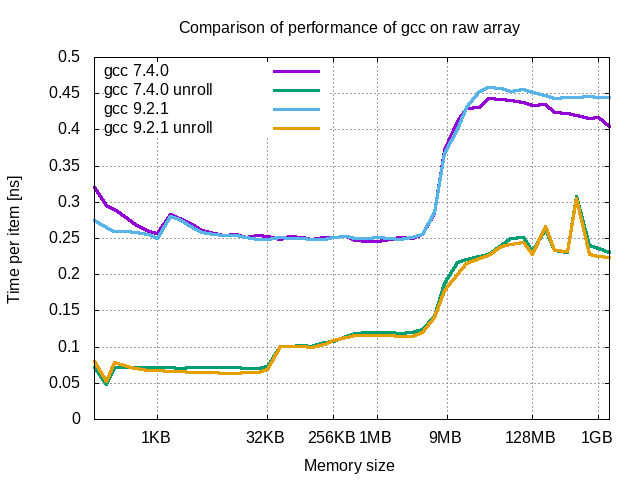 Comparison of performance of gcc on raw array
0.5
0.45
0.4
0.35
0.3
0.25
0.2
0.15
0.1
0.05
0
Time per item [ns]
gcc 7.4.0
gcc 7.4.0 unroll
gcc 9.2.1
gcc 9.2.1 unroll
1KB 32KB 256KB 1MB 9MB 128MB 1GB
Memory size